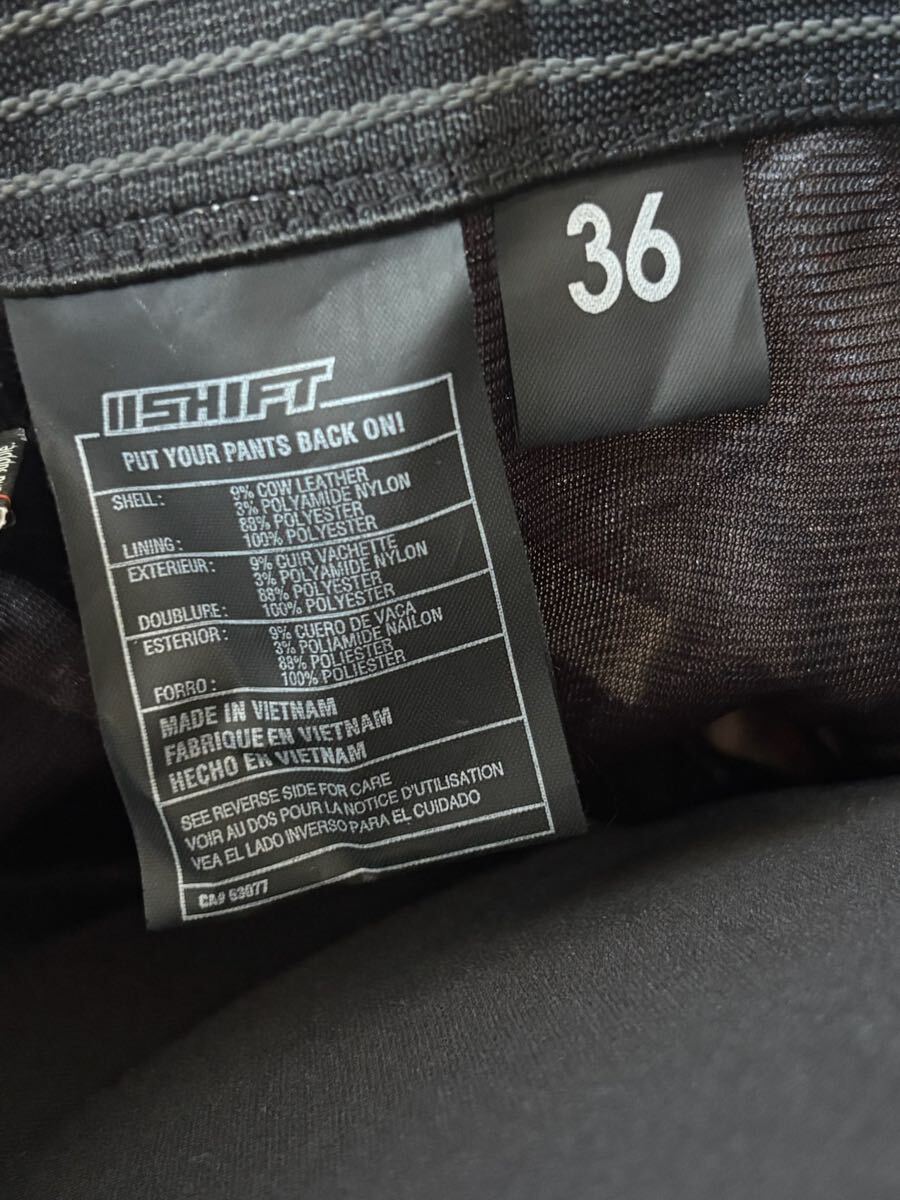 36
SHIFT
PUT YOUR PANTS BACK ON!
SHELL: 9% COW LEATHER
3% POLYAMIDE NYLON
88% POLYESTER
LINING: 100% POLYESTER
EXTERIEUR: 9% CUIR VACHETTE
3% POLYAMIDE NYLON
88% POLYESTER
DOUBLURE: 100% POLYESTER
ESTERIOR: 9% CUERO DE VACA
3% POLIAMIDE NAILON
88% POLIESTER
FORRO: 100% POLIESTER
MADE IN VIETNAM
FABRIQUE EN VIETNAM
HECHO EN VIETNAM
SEE REVERSE SIDE FOR CARE
VOIR AU DOS POUR LA NOTICE D'UTILISATION
VEA EL LADO INVERSO PARA EL CUIDADO
CA# 53077